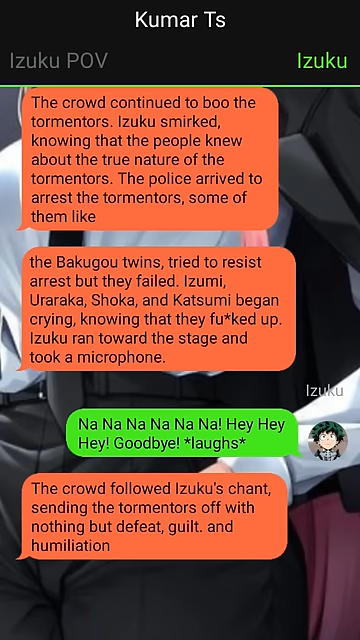 Kumar Ts
Izuku POV
Izuku
The crowd continued to boo the
tormentors. Izuku smirked,
knowing that the people knew
about the true nature of the
tormentors. The police arrived to
arrest the tormentors, some of
them like
the Bakugou twins, tried to resist
arrest but they failed. Izumi,
Uraraka, Shoka, and Katsumi began
crying, knowing that they fu*ked up.
Izuku ran toward the stage and
took a microphone.
Izuku
Na Na Na Na Na Na! Hey Hey
Hey! Goodbye! *laughs*
The crowd followed Izuku's chant,
sending the tormentors off with
nothing but defeat, guilt. and
humiliation